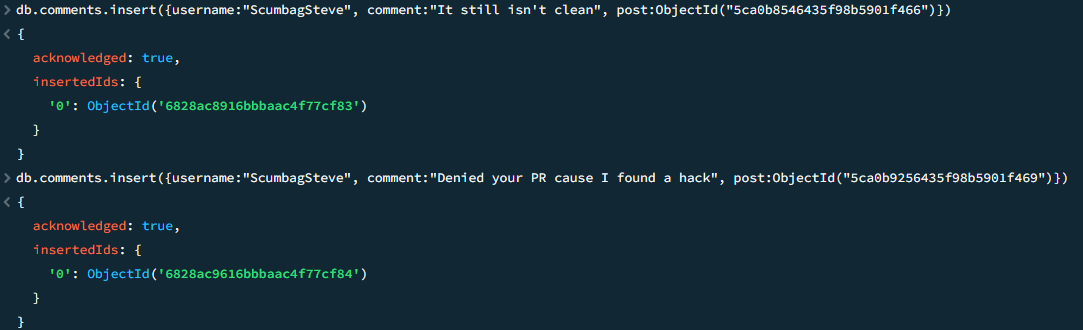 > db.comments.insert({username:"ScumbagSteve", comment:"It still isn't clean", post:ObjectId("5ca0b8546435f98b5901f466")})
< {
acknowledged: true,
insertedIds: {
'0': ObjectId('6828ac8916bbbaac4f77cf83')
}
}
> db.comments.insert({username:"ScumbagSteve", comment:"Denied your PR cause I found a hack", post:ObjectId("5ca0b9256435f98b5901f469")})
< {
acknowledged: true,
insertedIds: {
'0': ObjectId('6828ac9616bbbaac4f77cf84')
}
}